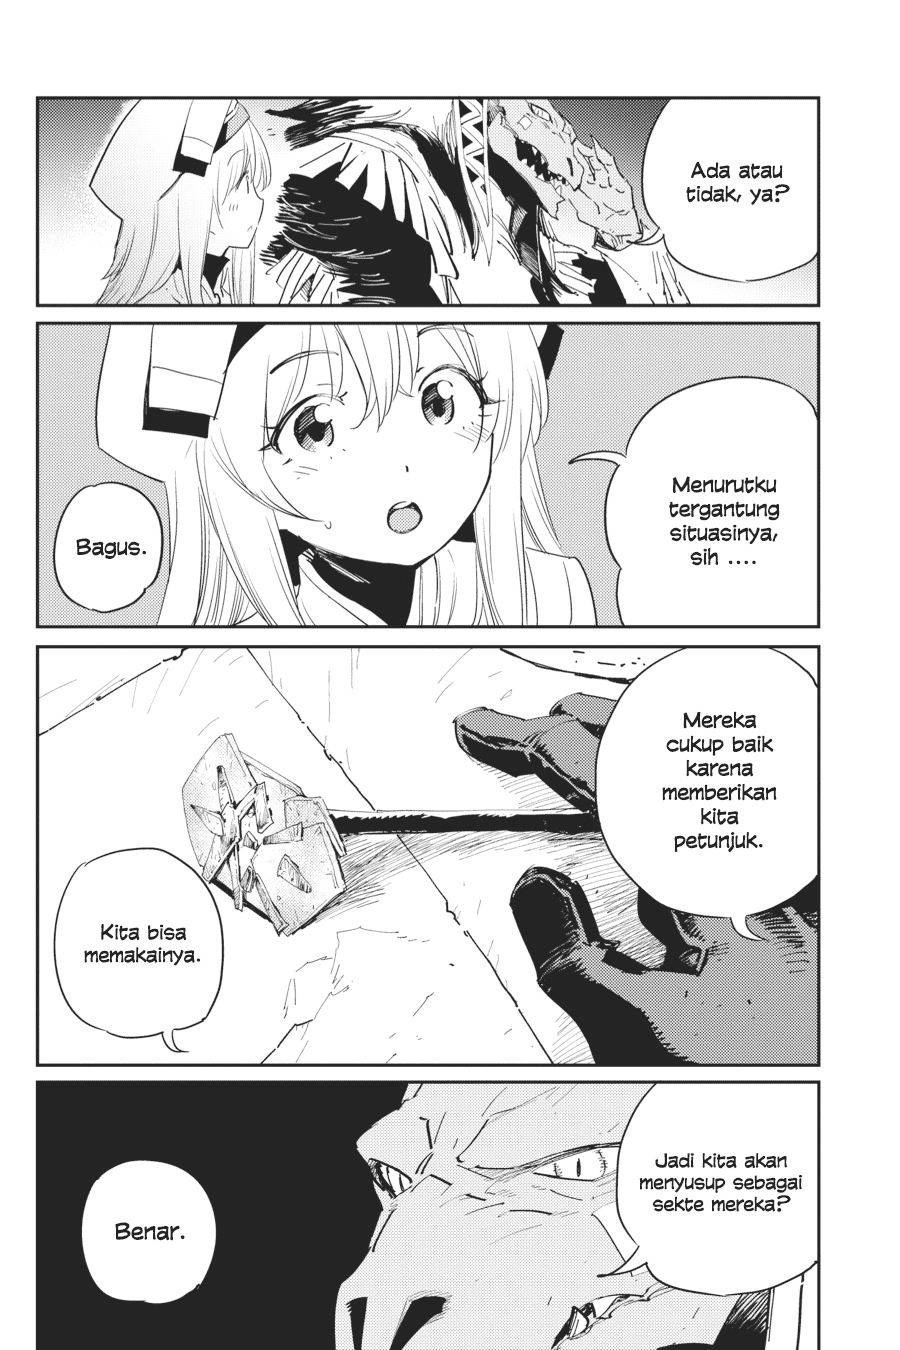 Ada atau
tidak, ya?
Menurutku
tergantung
situasinya,
sih ....
Bagus.
Mereka
cukup baik
karena
memberikan
kita
petunjuk.
Kita bisa
memakainya.
Jadi kita akan
menyusup sebagai
sekte mereka?
Benar.